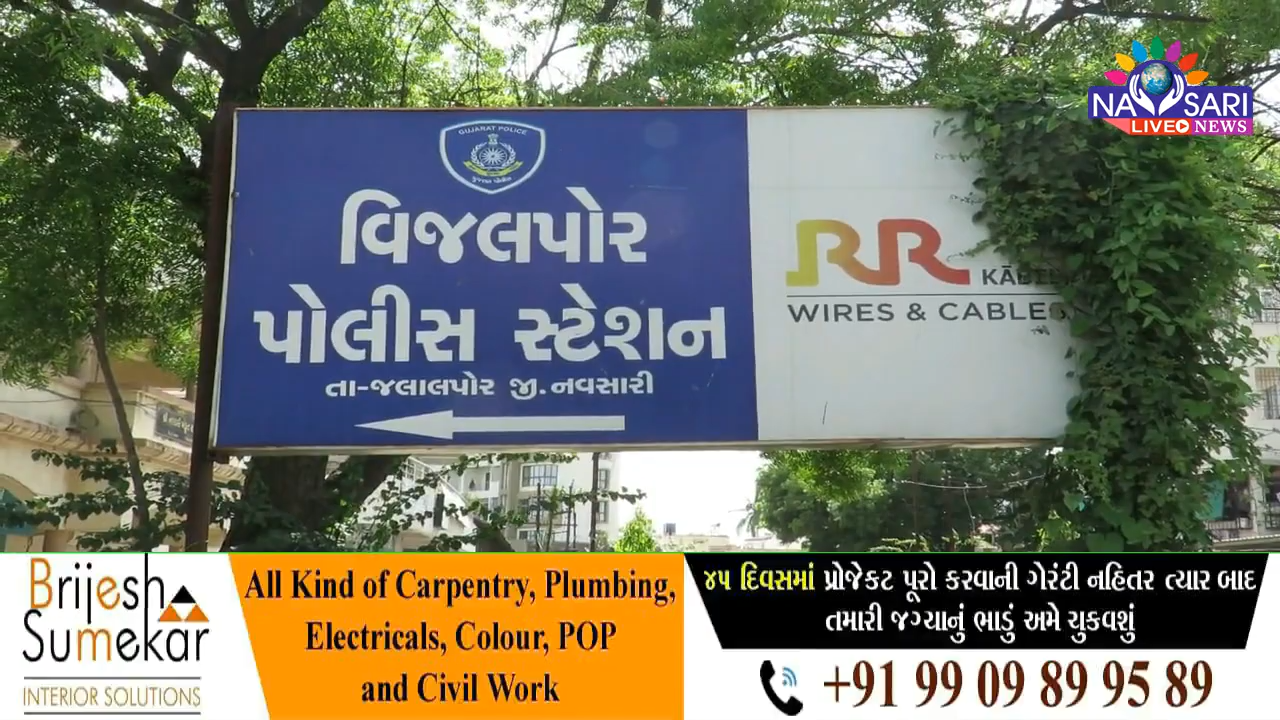 NAVSARI
LIVE NEWS
GUJARAT POLICE
વિજલપોર
પોલીસ સ્ટેશન
તા-જલાલપોર જી. નવસારી
RR
WIRES & CABLES
Brijesh
Sumekar
INTERIOR SOLUTIONS
All Kind of Carpentry, Plumbing,
Electricals, Colour, POP
and Civil Work
૪૫ દિવસમાં પ્રોજેકટ પૂરો કરવાની ગેરંટી નહિતર ત્યાર બાદ
તમારી જગ્યાનું ભાડું અમે ચુકવશું
+91 99 09 89 95 89